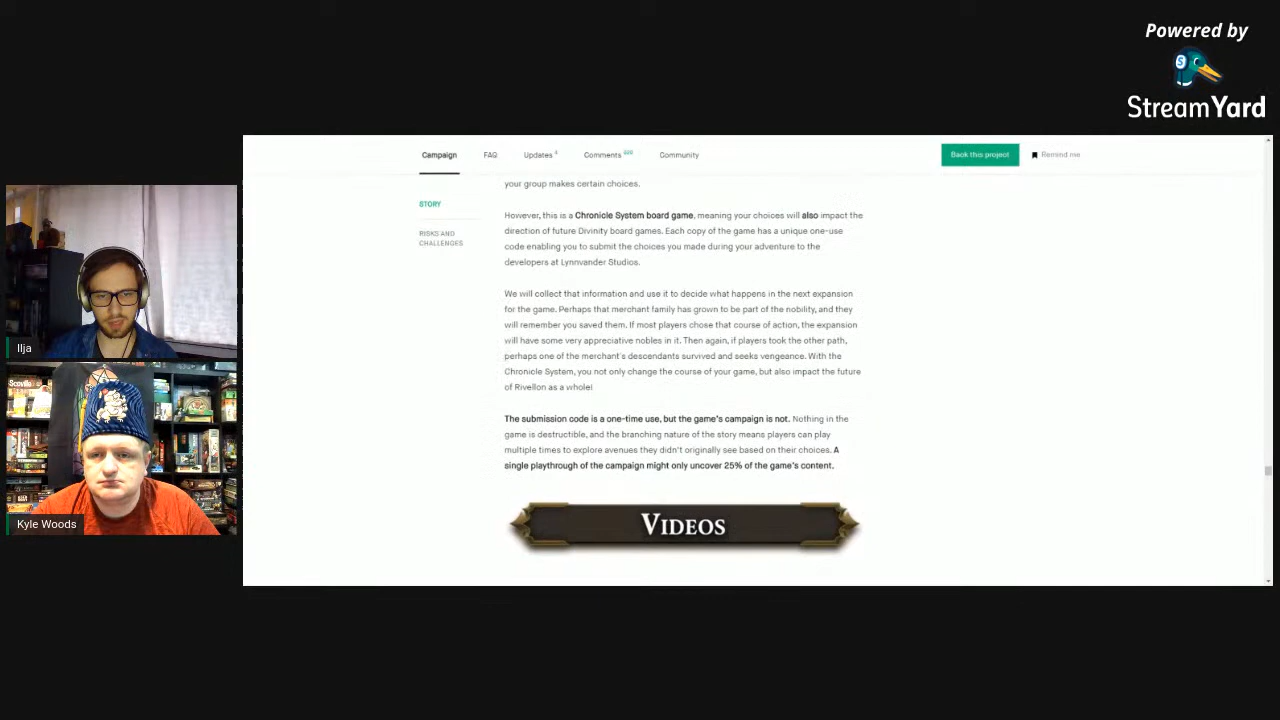 Powered by
StreamYard
Campaign FAQ Updates 4 Comments Community Back this project Remind me
STORY
RISKS AND
CHALLENGES
your group makes certain choices.
However, this is a Chronicle System board game, meaning your choices will also impact the
direction of future Divinity board games. Each copy of the game has a unique one-use
code enabling you to submit the choices you made during your adventure to the
developers at Lynnvander Studios.
We will collect that information and use it to decide what happens in the next expansion
for the game. Perhaps that merchant family has grown to be part of the nobility, and they
will remember you saved them. If most players chose that course of action, the expansion
will have some very appreciative nobles in it. Then again, if players took the other path,
perhaps one of the merchant's descendants survived and seeks vengeance. With the
Chronicle System, you not only change the course of your game, but also impact the future
of Rivellon as a whole!
The submission code is a one-time use, but the game's campaign is not. Nothing in the
game is destructible, and the branching nature of the story means players can play
multiple times to explore avenues they didn't originally see based on their choices. A
single playthrough of the campaign might only uncover 25% of the game's content.
VIDEOS
Ilja
Scoville
Kyle Woods